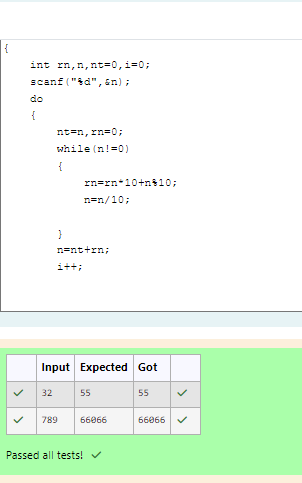 {
int rn,n,nt=0,i=0;
scanf("%d",&n);
do
{
nt=n,rn=0;
while(n!=0)
{
rn=rn*10+n%10;
n=n/10;
}
n=nt+rn;
i++;
Input Expected Got
32 55 55
789 66066 66066
Passed all tests!